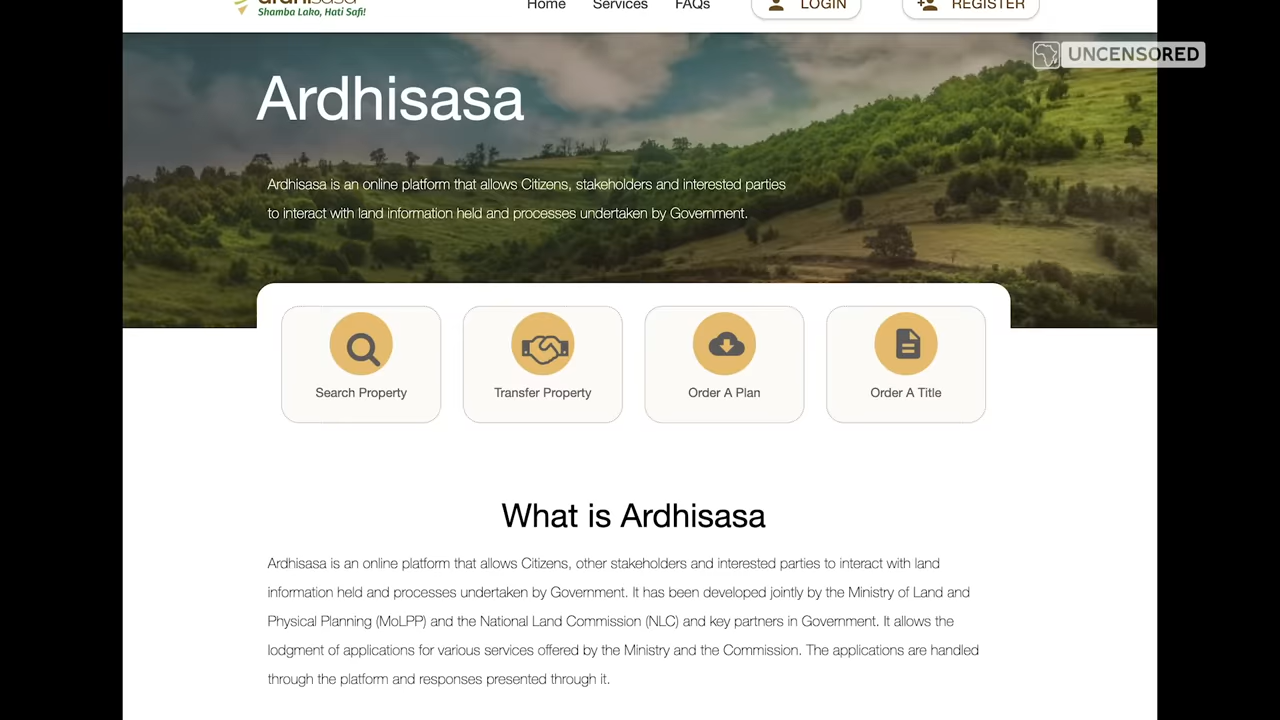 ardhisasa
Shamba Lako, Hati Safi!
Home Services FAQs LOGIN REGISTER
UNCENSORED
Ardhisasa
Ardhisasa is an online platform that allows Citizens, stakeholders and interested parties
to interact with land information held and processes undertaken by Government.
Search Property
Transfer Property
Order A Plan
Order A Title
What is Ardhisasa
Ardhisasa is an online platform that allows Citizens, other stakeholders and interested parties to interact with land
information held and processes undertaken by Government. It has been developed jointly by the Ministry of Land and
Physical Planning (MoLPP) and the National Land Commission (NLC) and key partners in Government. It allows the
lodgment of applications for various services offered by the Ministry and the Commission. The applications are handled
through the platform and responses presented through it.